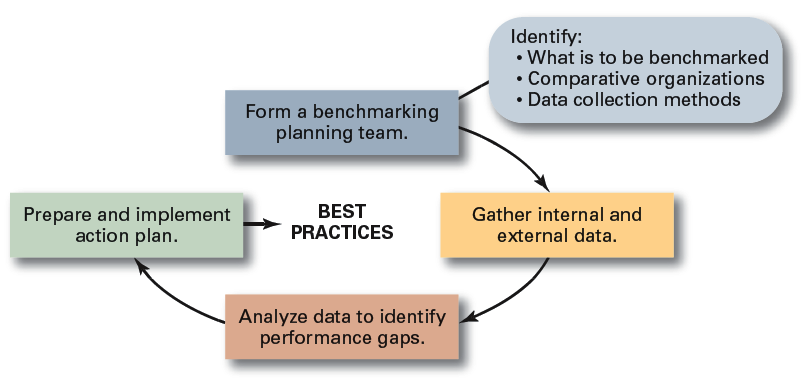 Identify:
• What is to be benchmarked
• Comparative organizations
• Data collection methods
Form a benchmarking
planning team.
Gather internal and
external data.
Analyze data to identify
performance gaps.
Prepare and implement
action plan.
BEST
PRACTICES